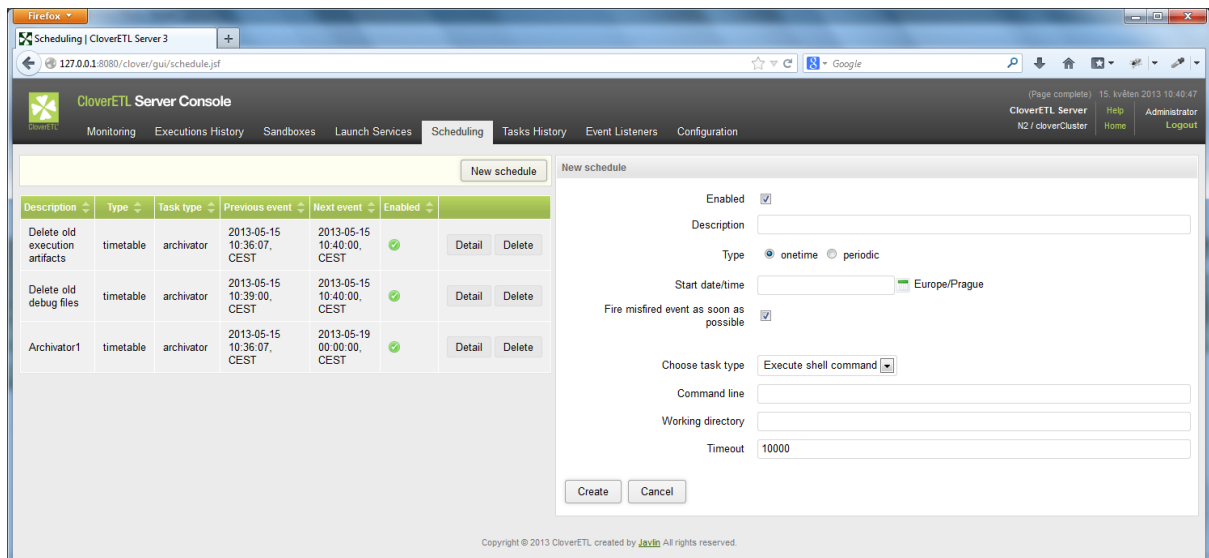 Firefox
Scheduling | CloverETL Server 3
127.0.0.1:8080/clover/gui/schedule.jsf
Google
CloverETL Server Console
CloverETL
(Page complete) 15. květen 2013 10:40:47
CloverETL Server Help Administrator
N2 / cloverCluster Home Logout
Monitoring Executions History Sandboxes Launch Services Scheduling Tasks History Event Listeners Configuration
New schedule
Description Type Task type Previous event Next event Enabled
Delete old execution artifacts timetable archivator 2013-05-15 10:36:07, CEST 2013-05-15 10:40:00, CEST Detail Delete
Delete old debug files timetable archivator 2013-05-15 10:39:00, CEST 2013-05-15 10:40:00, CEST Detail Delete
Archivator1 timetable archivator 2013-05-15 10:36:07, CEST 2013-05-19 00:00:00, CEST Detail Delete
New schedule
Enabled
Description
Type onetime periodic
Start date/time Europe/Prague
Fire misfired event as soon as
possible
Choose task type Execute shell command
Command line
Working directory
Timeout 10000
Create Cancel
Copyright © 2013 CloverETL created by Javlin All rights reserved.